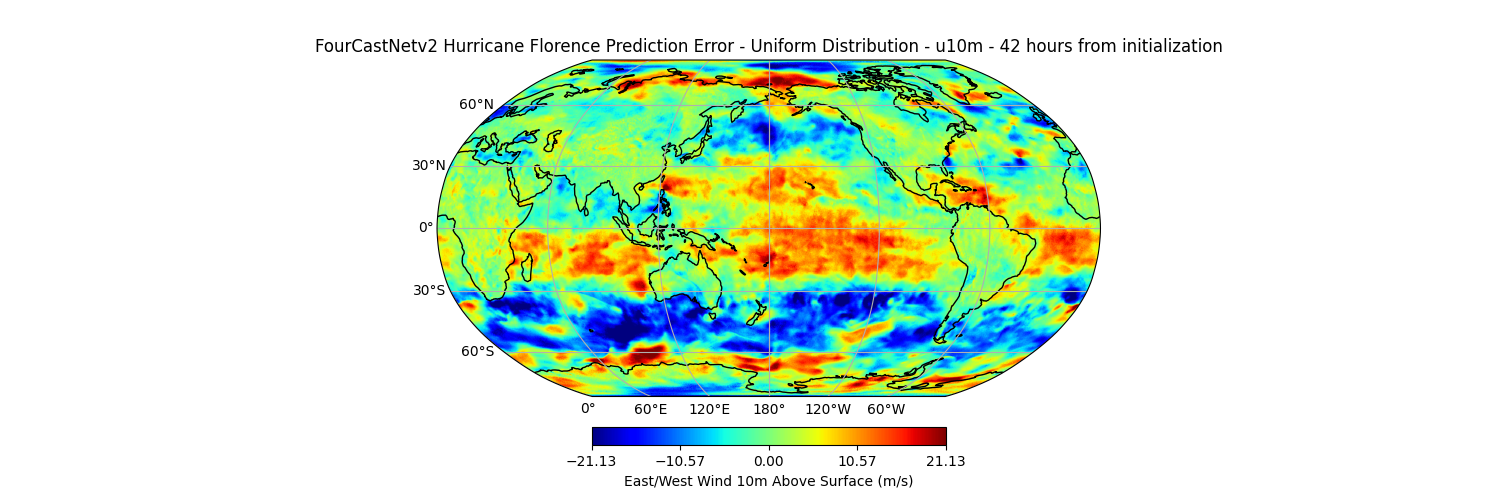 FourCastNetv2 Hurricane Florence Prediction Error - Uniform Distribution - u10m - 42 hours from initialization
60°N
30°N
0°
30°S
60°S
0° 60°E 120°E 180° 120°W 60°W
−21.13 −10.57 0.00 10.57 21.13
East/West Wind 10m Above Surface (m/s)